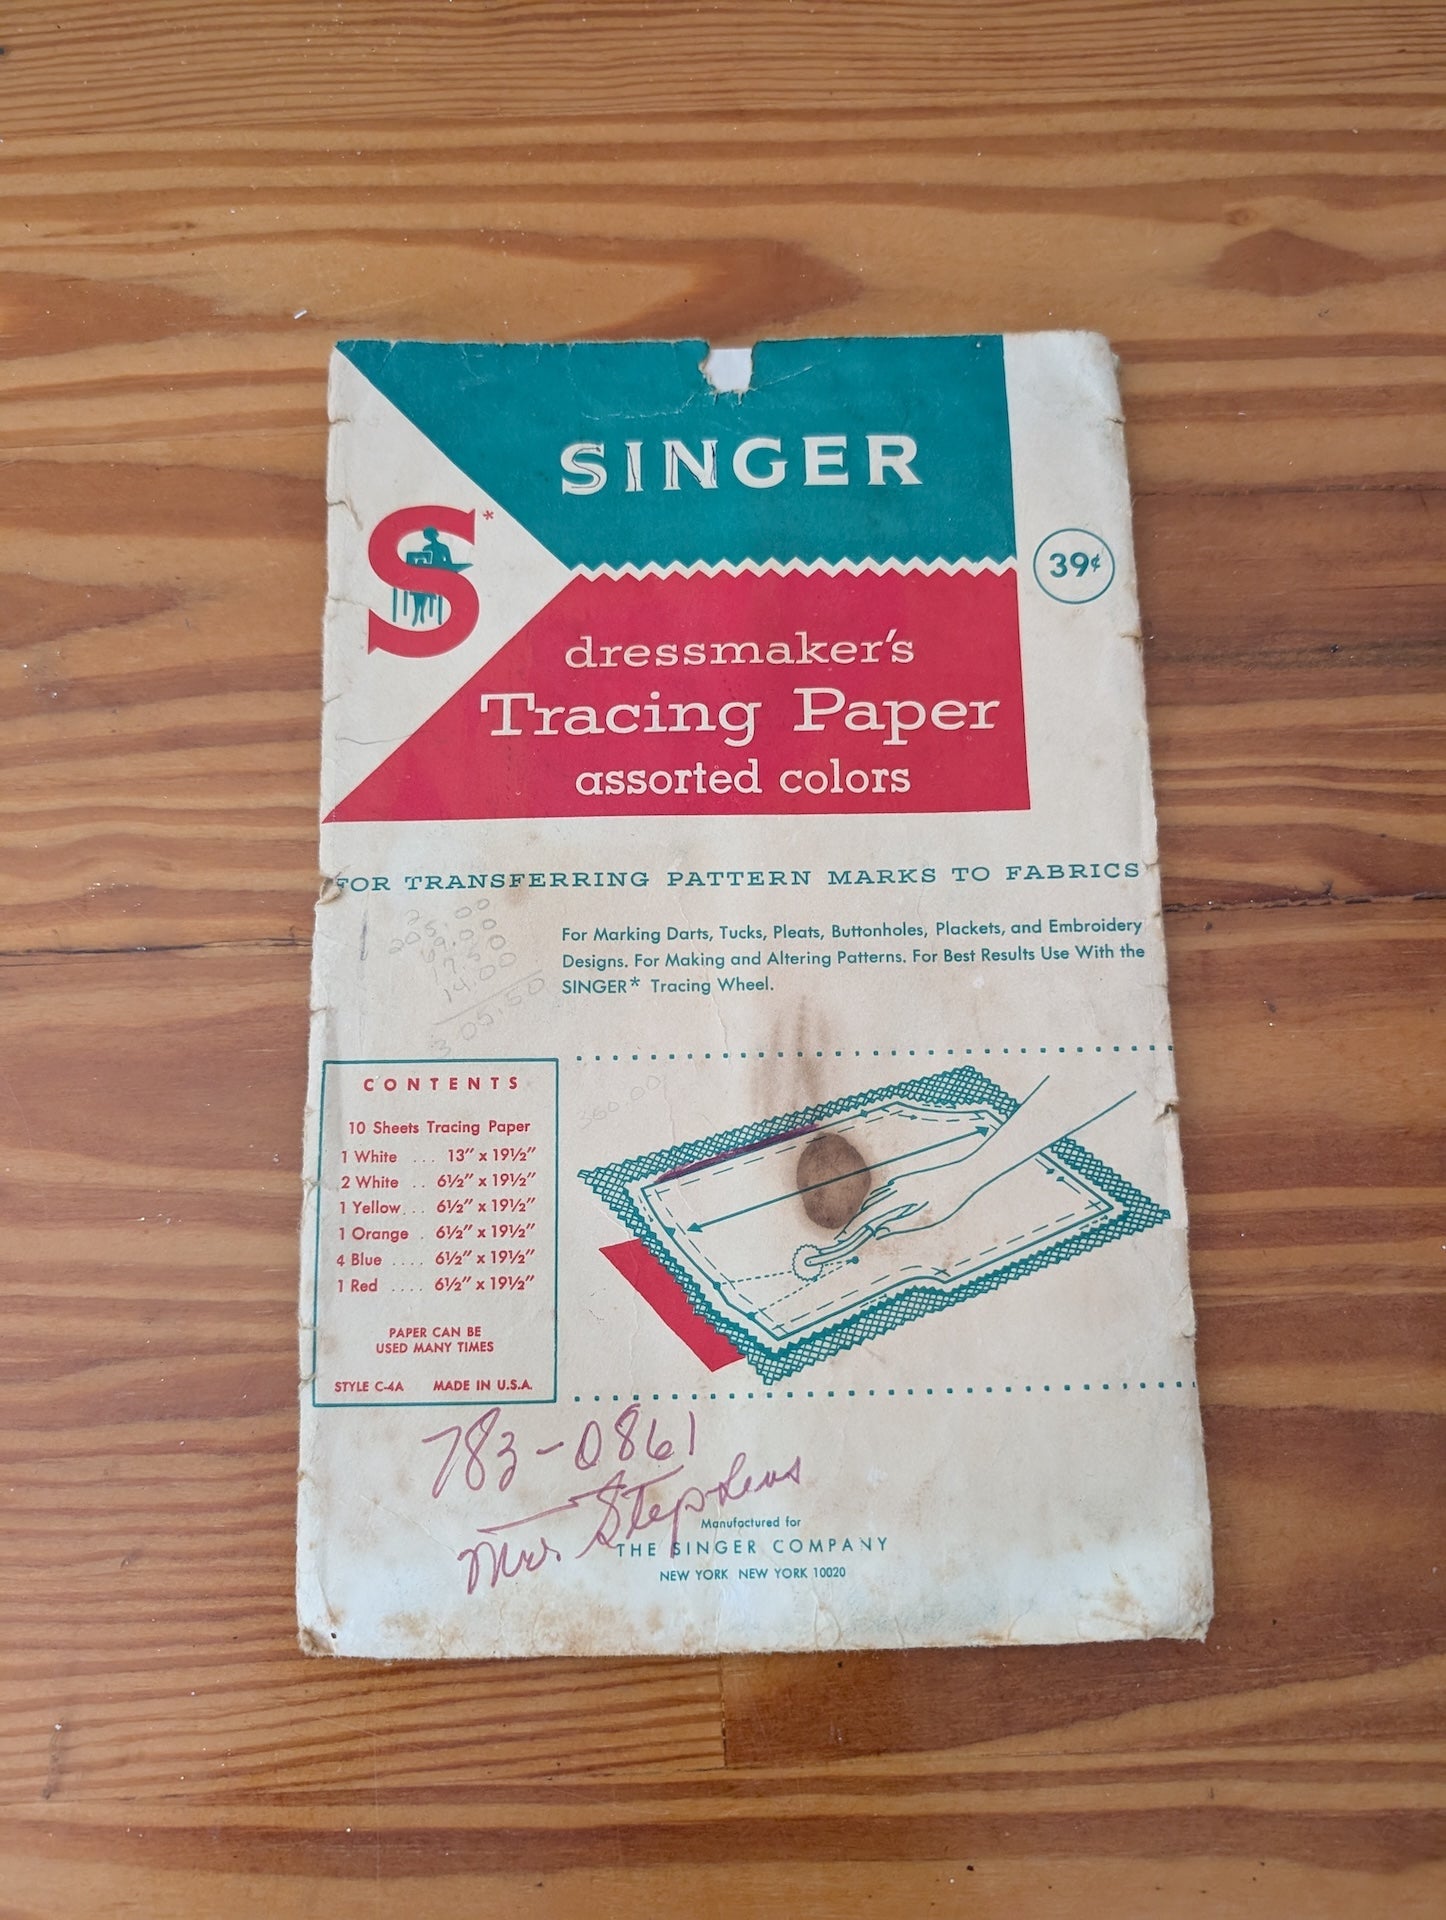 SINGER
S*
39¢
dressmaker's
Tracing Paper
assorted colors
FOR TRANSFERRING PATTERN MARKS TO FABRICS
For Marking Darts, Tucks, Pleats, Buttonholes, Plackets, and Embroidery
Designs. For Making and Altering Patterns. For Best Results Use With the
SINGER* Tracing Wheel.
CONTENTS
10 Sheets Tracing Paper
1 White ... 13" x 19½"
2 White .. 6½" x 19½"
1 Yellow... 6½" x 19½"
1 Orange . 6½" x 19½"
4 Blue .... 6½" x 19½"
1 Red .... 6½" x 19½"
PAPER CAN BE
USED MANY TIMES
STYLE C-4A MADE IN U.S.A.
360.00
783-0861
Mrs. Stephens
Manufactured for
THE SINGER COMPANY
NEW YORK NEW YORK 10020